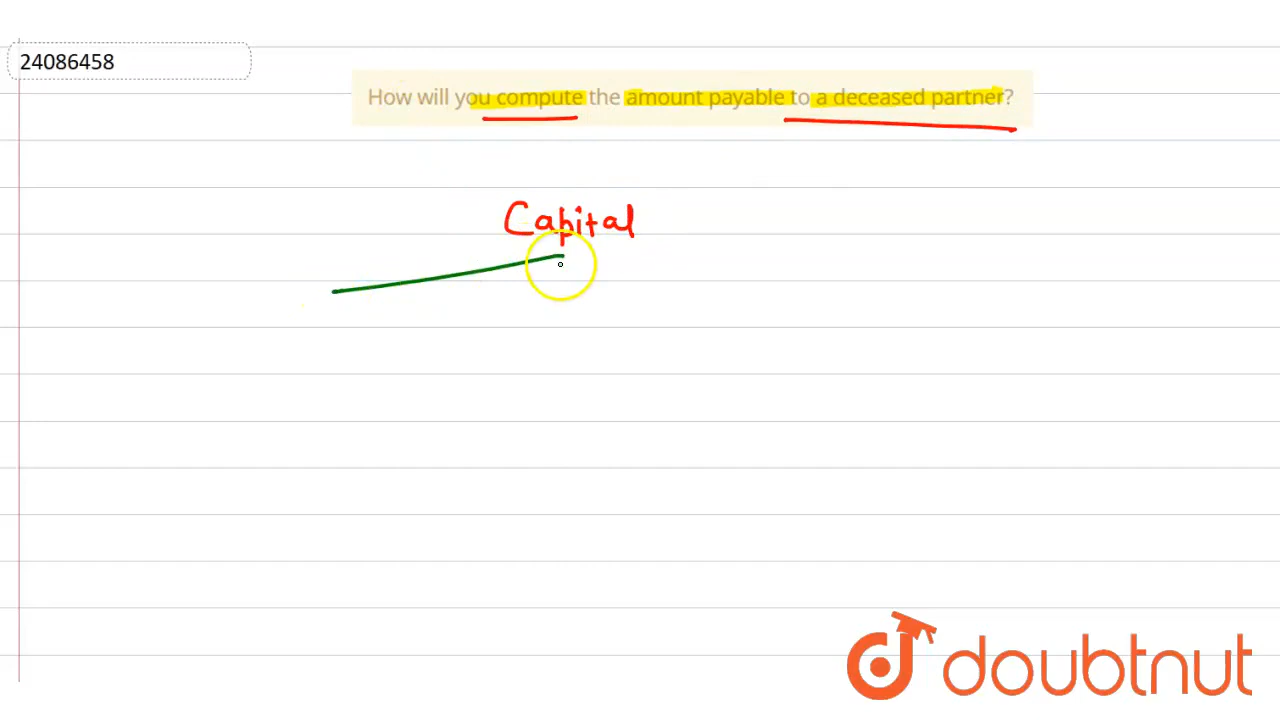 24086458
How will you compute the amount payable to a deceased partner?
Capital
doubtnut